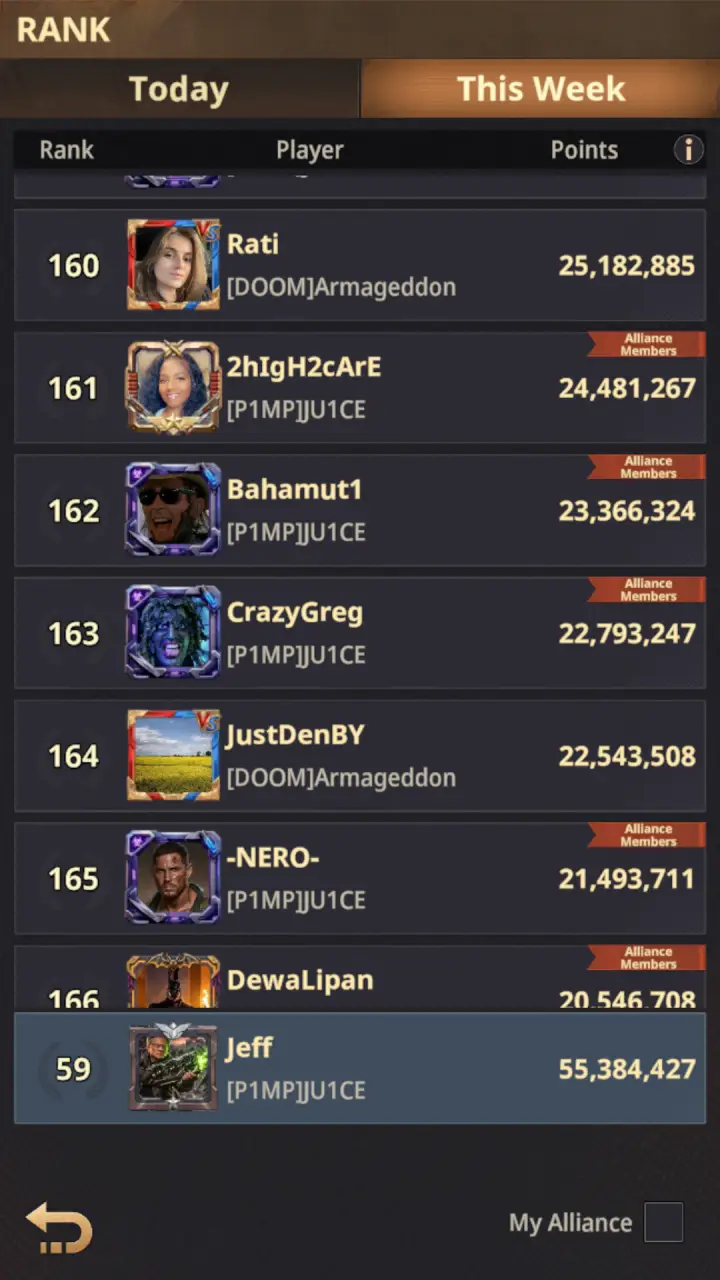 RANK
Today
This Week
Rank
Player
Points
160
Rati
[DOOM]Armageddon
25,182,885
161
2hIgH2cArE
[P1MP]JU1CE
Alliance
Members
24,481,267
162
Bahamut1
[P1MP]JU1CE
Alliance
Members
23,366,324
163
CrazyGreg
[P1MP]JU1CE
Alliance
Members
22,793,247
164
JustDenBY
[DOOM]Armageddon
22,543,508
165
-NERO-
[P1MP]JU1CE
Alliance
Members
21,493,711
166
DewaLipan
Alliance
Members
20,546,708
59
Jeff
[P1MP]JU1CE
55,384,427
My Alliance